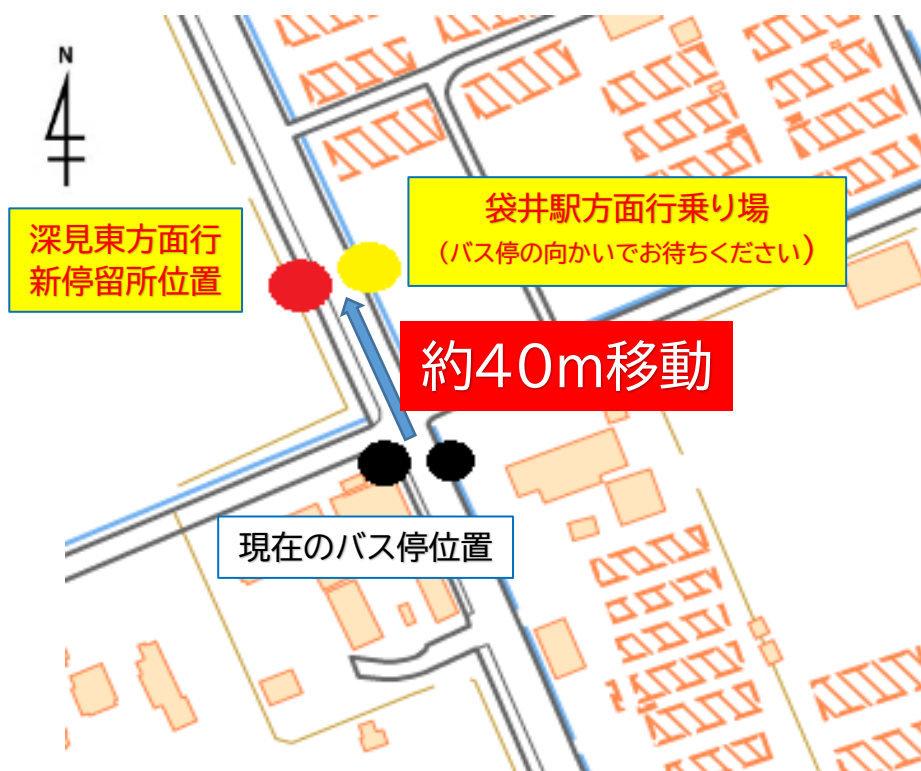 N
深見東方面行
新停留所位置
袋井駅方面行乗り場
(バス停の向かいでお待ちください)
約40m移動
現在のバス停位置